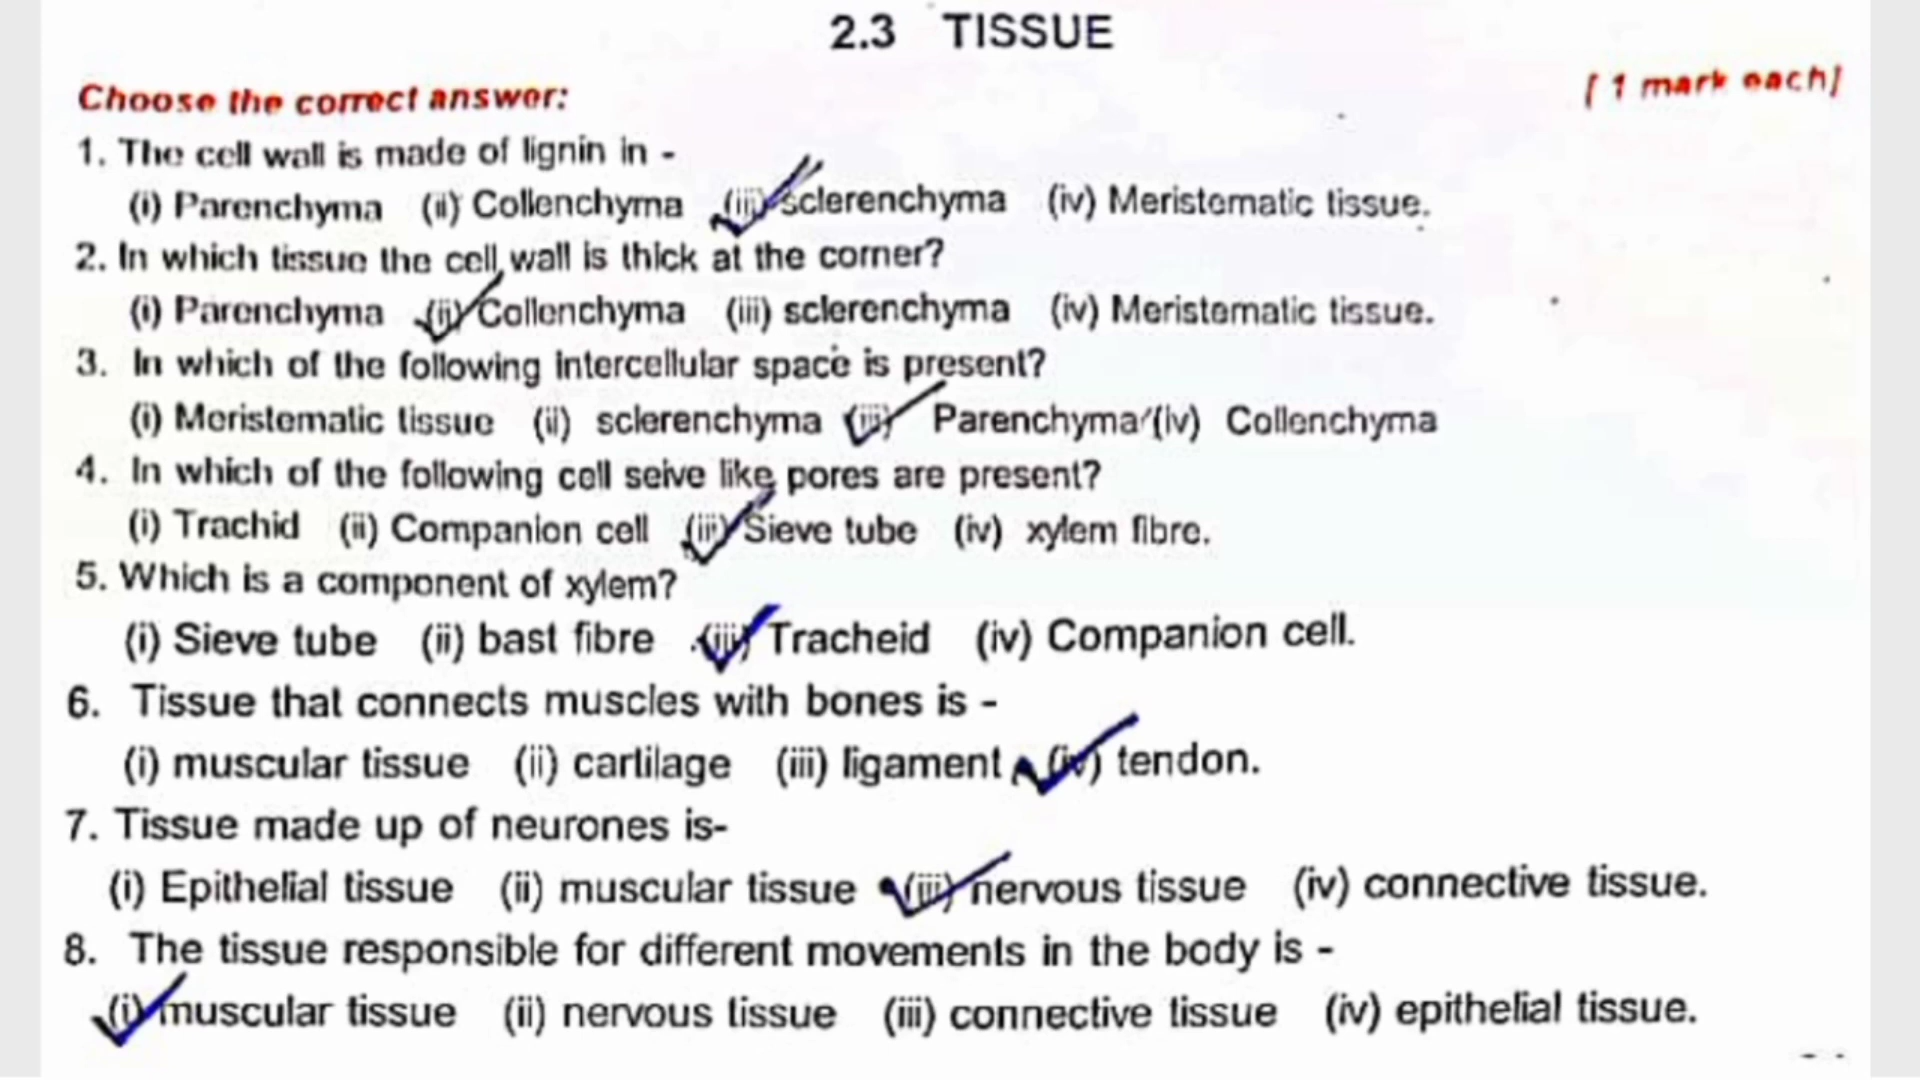 2.3 TISSUE
Choose the correct answer: [ 1 mark each]
1. The cell wall is made of lignin in -
(i) Parenchyma (ii) Collenchyma (iii) sclerenchyma (iv) Meristematic tissue.
2. In which tissue the cell wall is thick at the corner?
(i) Parenchyma (ii) Collenchyma (iii) sclerenchyma (iv) Meristematic tissue.
3. In which of the following intercellular space is present?
(i) Meristematic tissue (ii) sclerenchyma (iii) Parenchyma (iv) Collenchyma
4. In which of the following cell seive like pores are present?
(i) Trachid (ii) Companion cell (iii) Sieve tube (iv) xylem fibre.
5. Which is a component of xylem?
(i) Sieve tube (ii) bast fibre (iii) Tracheid (iv) Companion cell.
6. Tissue that connects muscles with bones is -
(i) muscular tissue (ii) cartilage (iii) ligament (iv) tendon.
7. Tissue made up of neurones is-
(i) Epithelial tissue (ii) muscular tissue (iii) nervous tissue (iv) connective tissue.
8. The tissue responsible for different movements in the body is -
(i) muscular tissue (ii) nervous tissue (iii) connective tissue (iv) epithelial tissue.